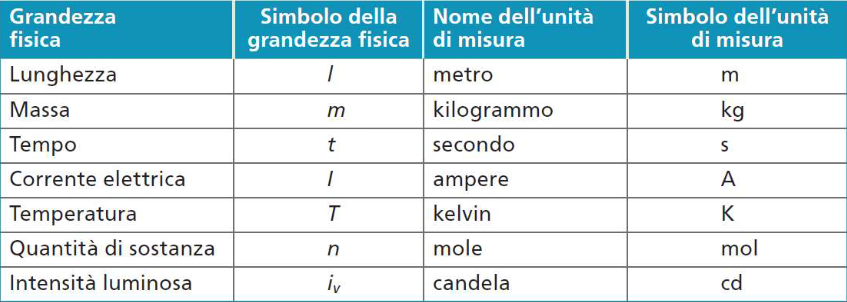 Grandezza fisica | Simbolo della grandezza fisica | Nome dell'unità di misura | Simbolo dell'unità di misura
Lunghezza | l | metro | m
Massa | m | kilogrammo | kg
Tempo | t | secondo | s
Corrente elettrica | I | ampere | A
Temperatura | T | kelvin | K
Quantità di sostanza | n | mole | mol
Intensità luminosa | iv | candela | cd